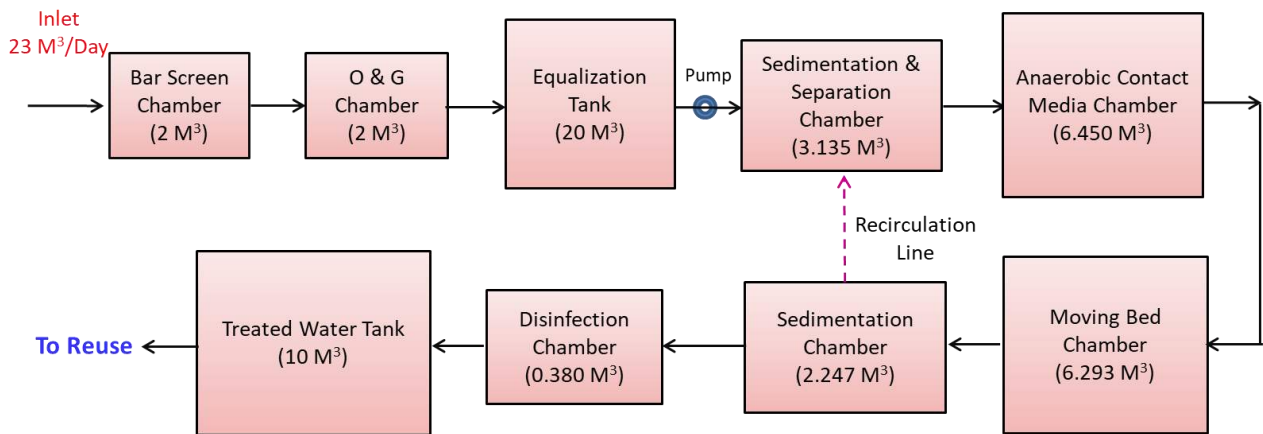 Inlet
23 M³/Day
Bar Screen
Chamber
(2 M³)
O & G
Chamber
(2 M³)
Equalization
Tank
(20 M³)
Pump
Sedimentation &
Separation
Chamber
(3.135 M³)
Anaerobic Contact
Media Chamber
(6.450 M³)
Recirculation
Line
Moving Bed
Chamber
(6.293 M³)
Sedimentation
Chamber
(2.247 M³)
Disinfection
Chamber
(0.380 M³)
Treated Water Tank
(10 M³)
To Reuse